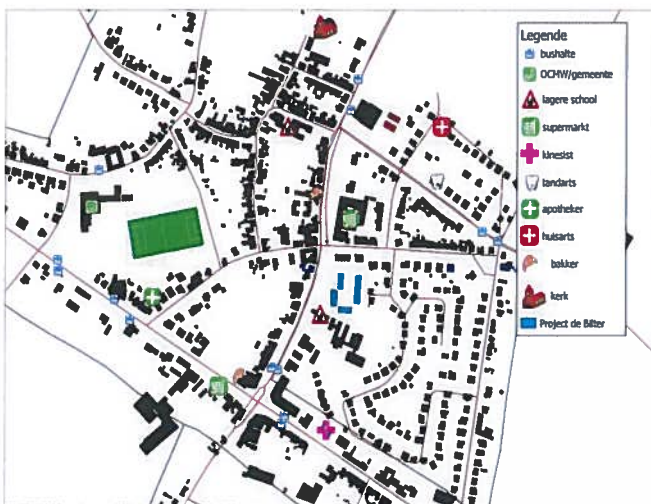 Legende
bushalte
OCMW/gemeente
lagere school
supermarkt
kinesist
tandarts
apotheker
huisarts
bakker
kerk
Project de Bilter